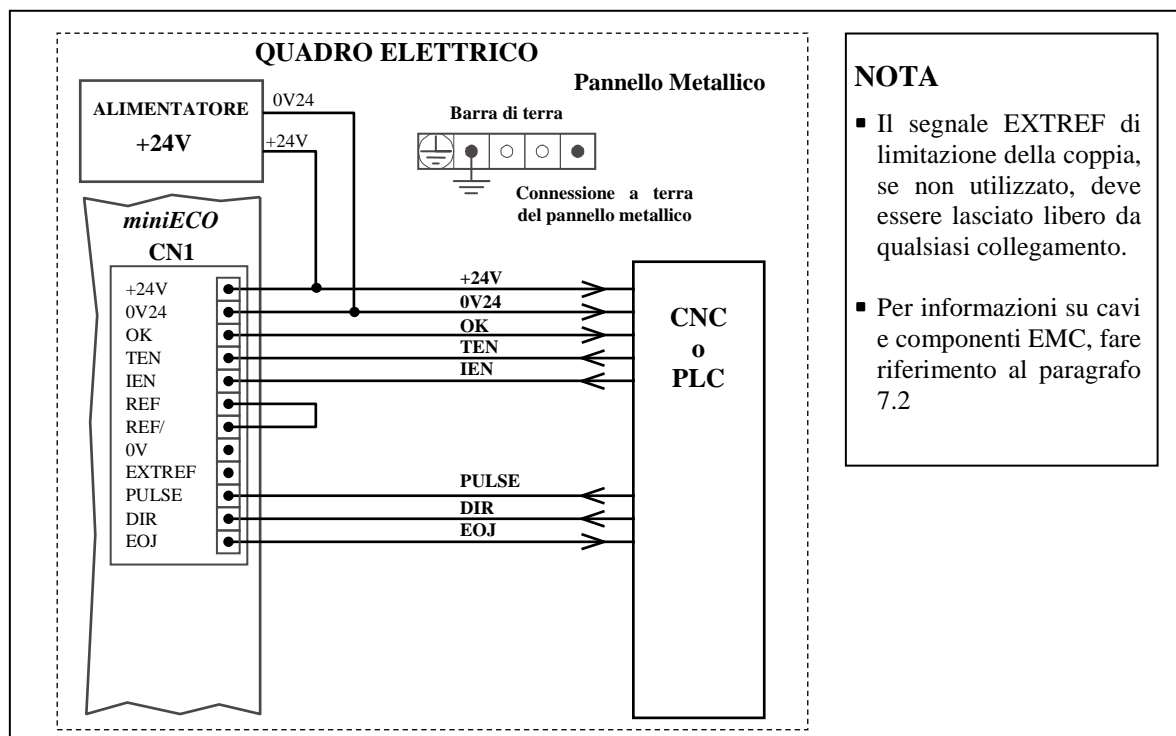 QUADRO ELETTRICO
Pannello Metallico
ALIMENTATORE
+24V
0V24
+24V
Barra di terra
Connessione a terra
del pannello metallico
miniECO
CN1
+24V
0V24
OK
TEN
IEN
REF
REF/
0V
EXTREF
PULSE
DIR
EOJ
+24V
0V24
OK
TEN
IEN
PULSE
DIR
EOJ
CNC
o
PLC
NOTA
▪ Il segnale EXTREF di
limitazione della coppia,
se non utilizzato, deve
essere lasciato libero da
qualsiasi collegamento.
▪ Per informazioni su cavi
e componenti EMC, fare
riferimento al paragrafo
7.2